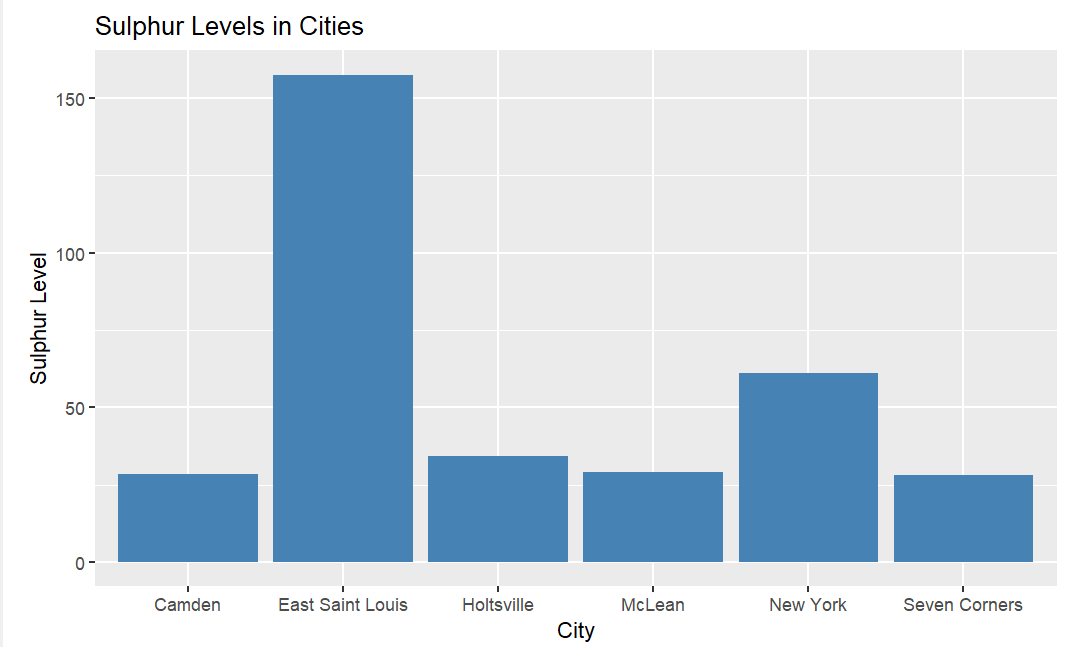 Sulphur Levels in Cities
150
100
50
0
Sulphur Level
Camden East Saint Louis Holtsville McLean New York Seven Corners
City